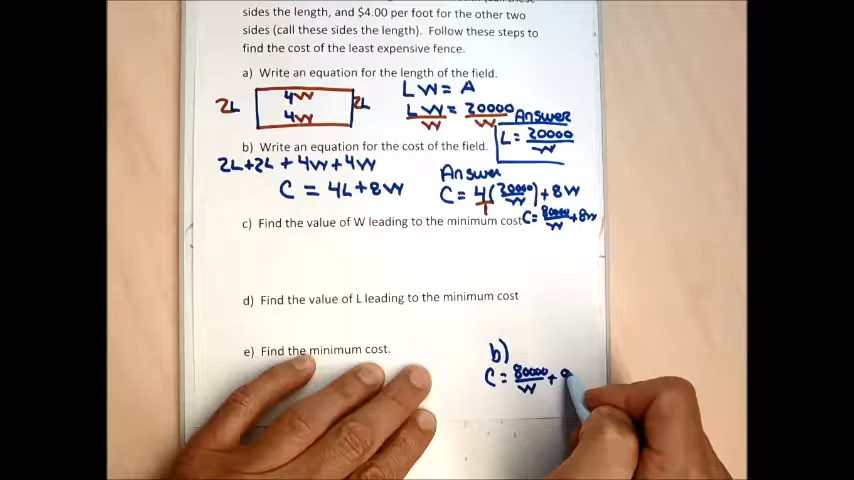 sides the length, and $4.00 per foot for the other two
sides (call these sides the length). Follow these steps to
find the cost of the least expensive fence.
a) Write an equation for the length of the field.
LW = A
2L 4W 2L
4W
LW = 20000
W W
Answer
L = 20000
W
b) Write an equation for the cost of the field.
2L+2L + 4W+4W
C = 4L+8W
Answer
C = 4(20000) +8W
1 W
c) Find the value of W leading to the minimum cost
C= 80000 +8W
W
d) Find the value of L leading to the minimum cost
e) Find the minimum cost.
b)
C = 80000 +
W